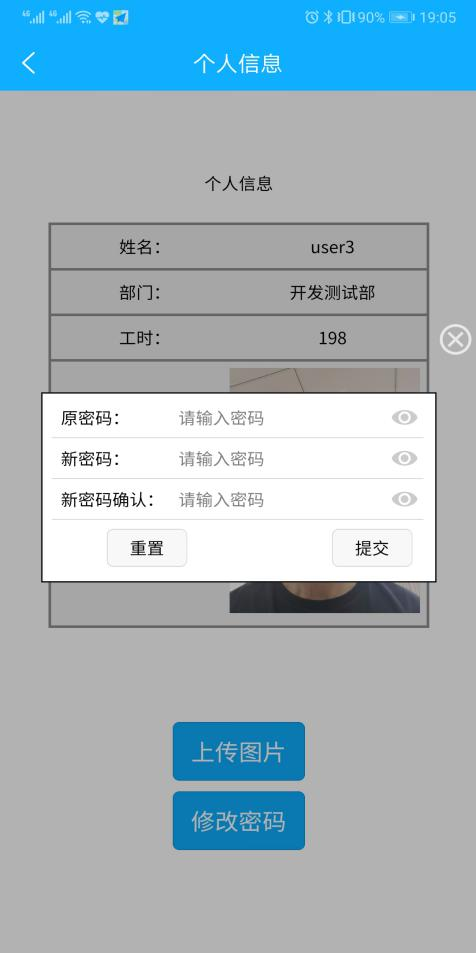 4G 4G 90% 19:05
个人信息
个人信息
姓名： user3
部门： 开发测试部
工时： 198
原密码： 请输入密码
新密码： 请输入密码
新密码确认： 请输入密码
重置 提交
上传图片
修改密码